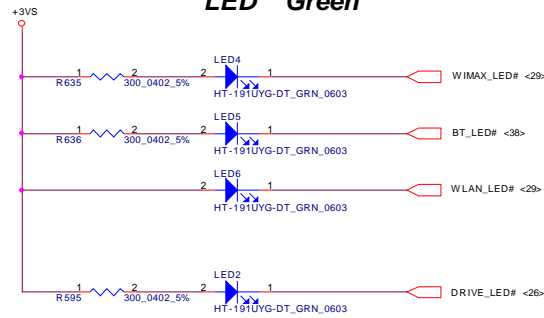 LED Green
+3VS
LED4
1 2 2 1 WIMAX_LED# <29>
R635 300_0402_5% HT-191UYG-DT_GRN_0603
LED5
1 2 2 1 BT_LED# <38>
R636 300_0402_5% HT-191UYG-DT_GRN_0603
LED6
2 1 WLAN_LED# <29>
HT-191UYG-DT_GRN_0603
LED2
1 2 2 1 DRIVE_LED# <26>
R595 300_0402_5% HT-191UYG-DT_GRN_0603